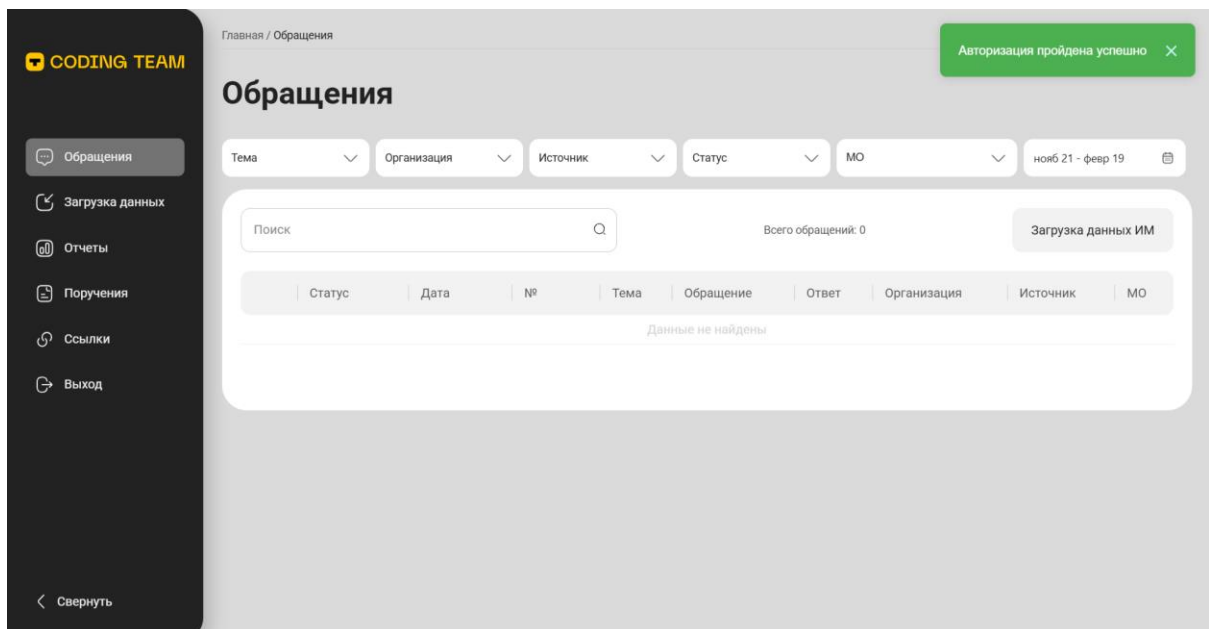 Главная / Обращения
Авторизация пройдена успешно
CODING TEAM
Обращения
Обращения
Загрузка данных
Отчеты
Поручения
Ссылки
Выход
Свернуть
Тема Организация Источник Статус МО нояб 21 - февр 19
Поиск Всего обращений: 0 Загрузка данных ИМ
Статус Дата № Тема Обращение Ответ Организация Источник МО
Данные не найдены